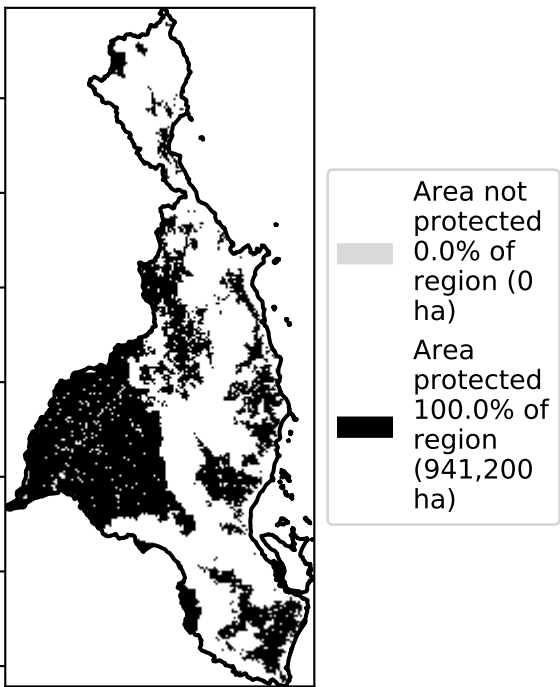 Area not
protected
0.0% of
region (0
ha)
Area
protected
100.0% of
region
(941,200
ha)